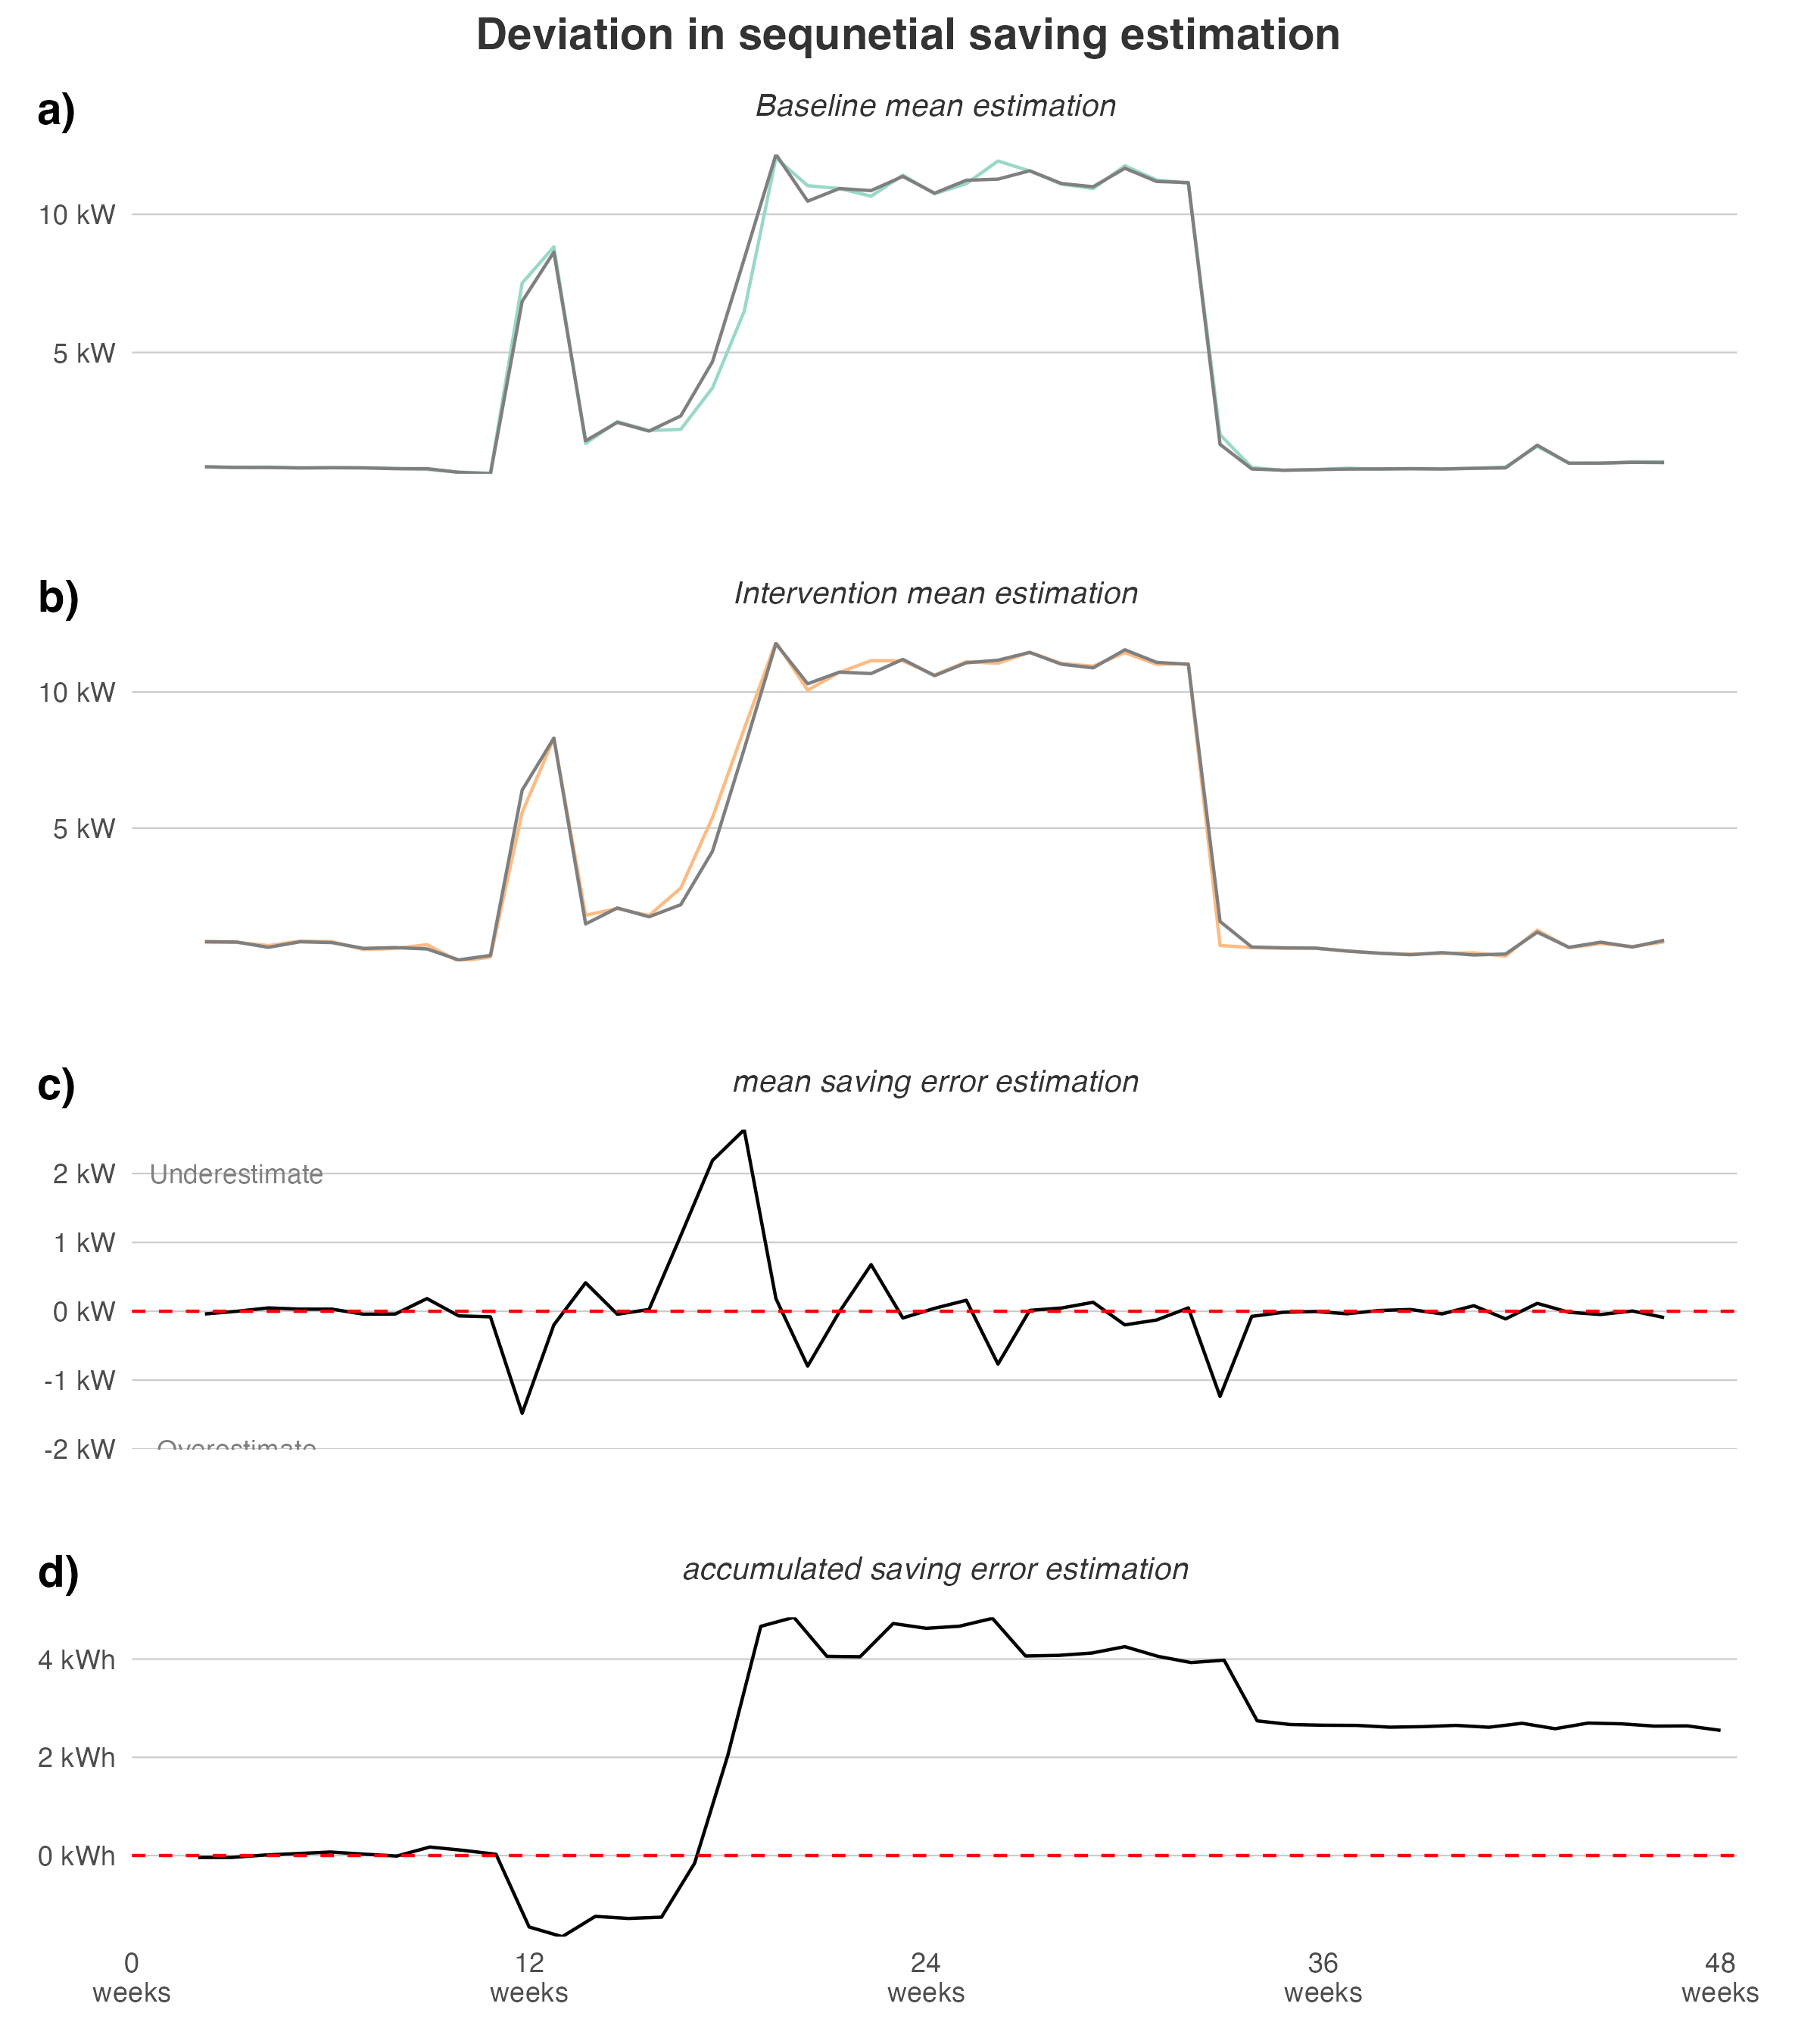 Deviation in sequnetial saving estimation
a)
Baseline mean estimation
10 kW
5 kW
b)
Intervention mean estimation
10 kW
5 kW
c)
mean saving error estimation
2 kW
Underestimate
1 kW
0 kW
-1 kW
-2 kW
Overestimate
d)
accumulated saving error estimation
4 kWh
2 kWh
0 kWh
0 weeks
12 weeks
24 weeks
36 weeks
48 weeks